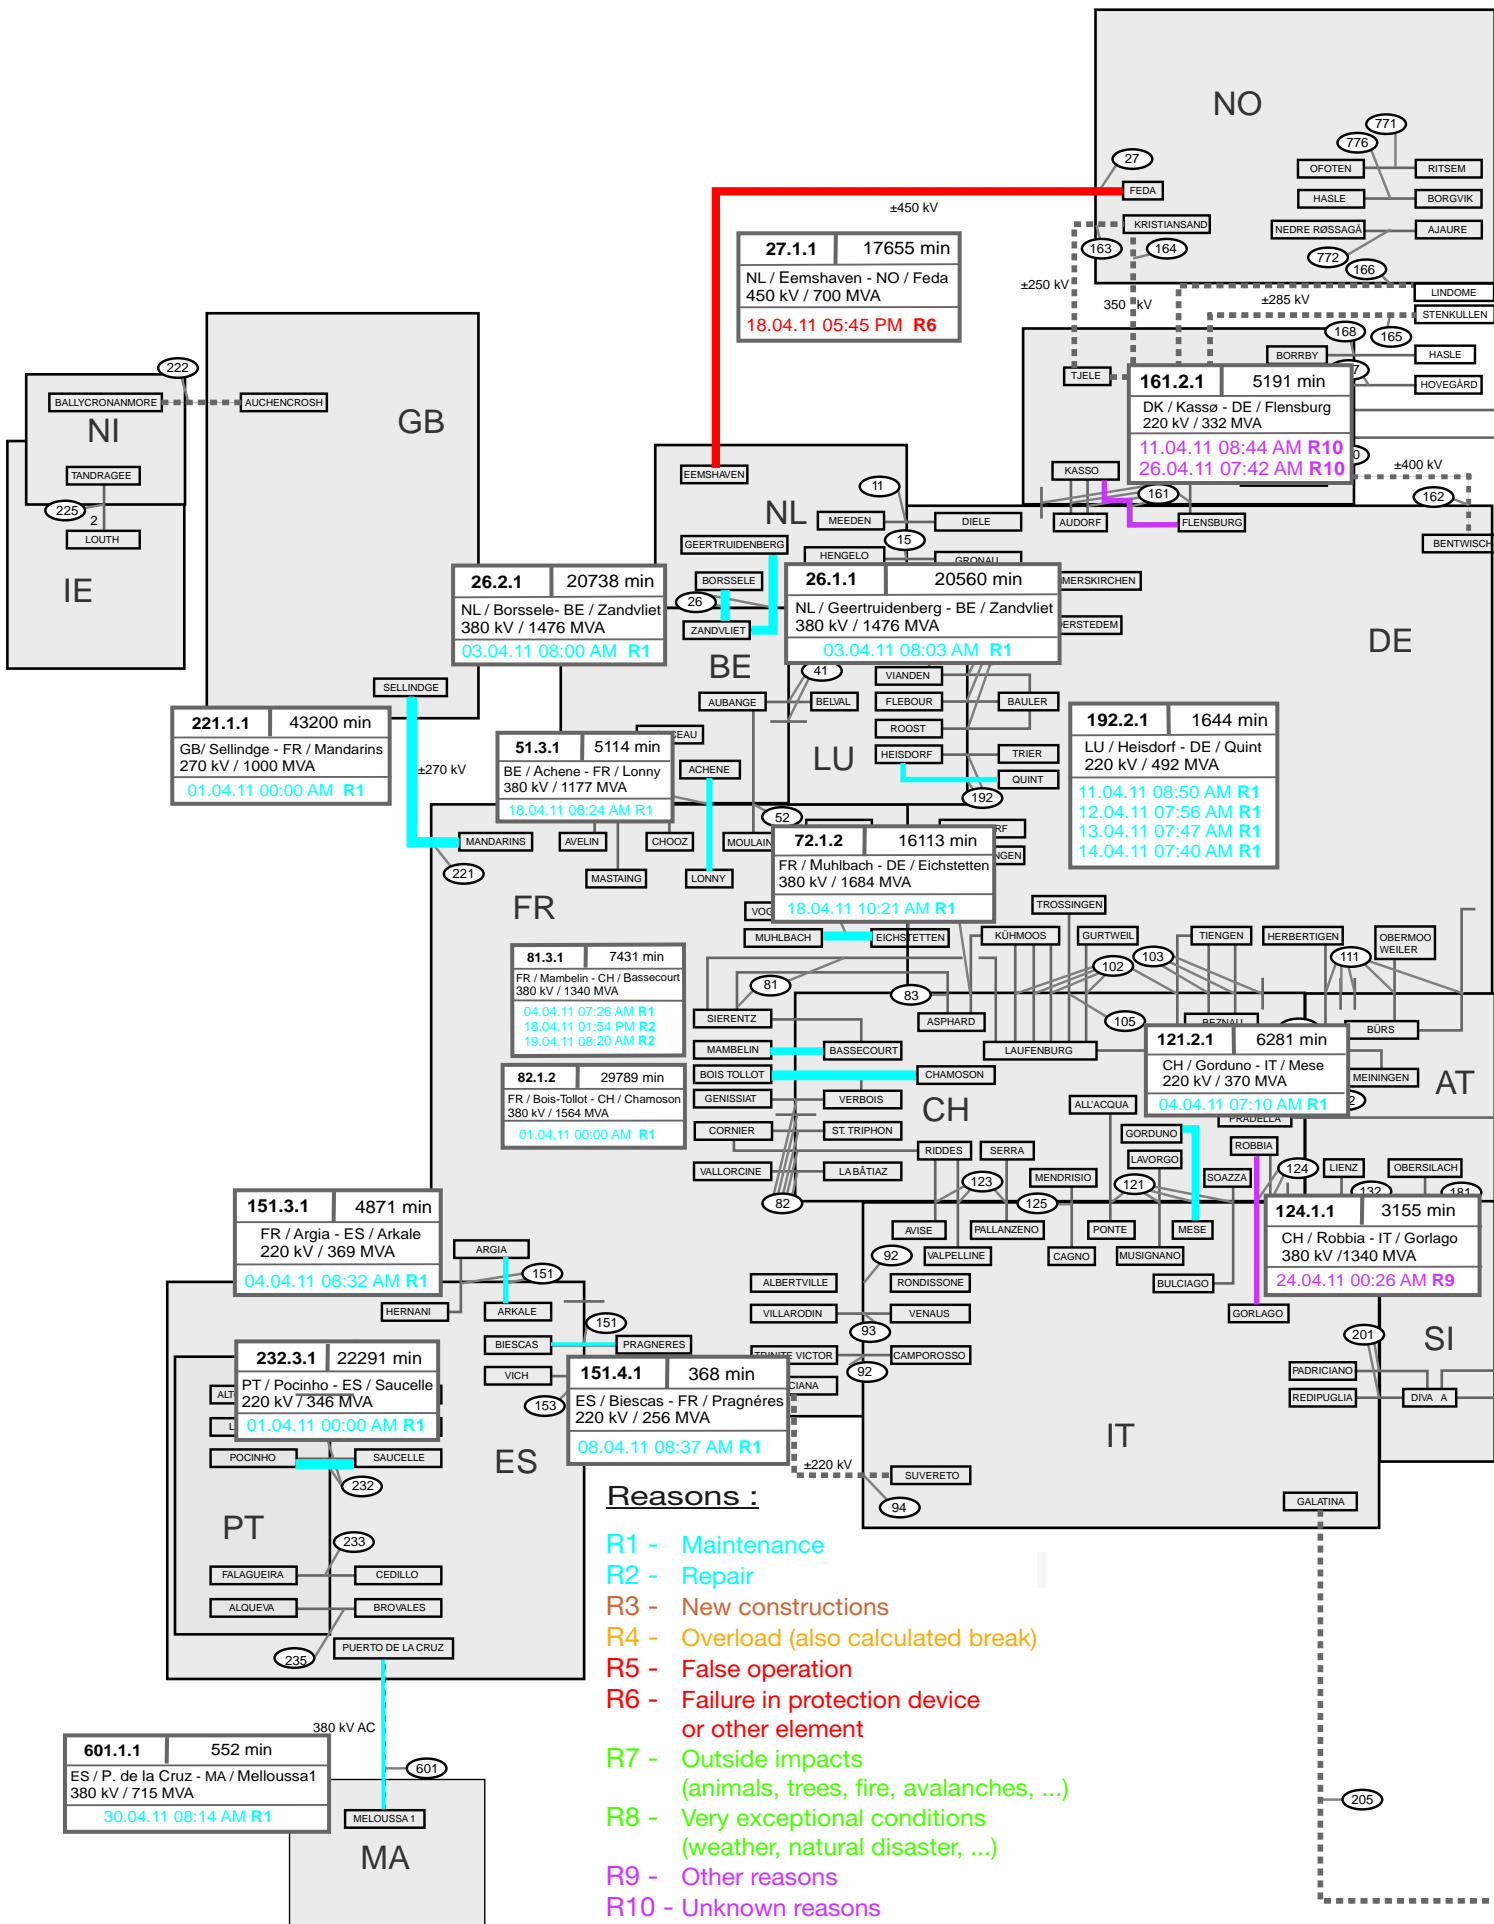 NO
771
776
27
OFOTEN
RITSEM
FEDA
HASLE
BORGVIK
±450 kV
KRISTIANSAND
NEDRE RØSSAGÅ
AJAURE
163
164
772
166
27.1.1 17655 min
NL / Eemshaven - NO / Feda
450 kV / 700 MVA
18.04.11 05:45 PM R6
±250 kV
350 kV
±285 kV
LINDOME
STENKULLEN
168
165
BORRBY
HASLE
HOVEGÅRD
TJELE
161.2.1 5191 min
DK / Kassø - DE / Flensburg
220 kV / 332 MVA
11.04.11 08:44 AM R10
26.04.11 07:42 AM R10
222
BALLYCRONANMORE
AUCHENCROSH
NI
GB
TANDRAGEE
225
2
LOUTH
IE
EEMSHAVEN
NL
11
KASSO
±400 kV
161
162
MEEDEN
DIELE
AUDORF
FLENSBURG
BENTWISCH
GEERTRUIDENBERG
15
HENGELO
GRONAU
26.2.1 20738 min
NL / Borssele- BE / Zandvliet
380 kV / 1476 MVA
03.04.11 08:00 AM R1
BORSSELE
26
ZANDVLIET
26.1.1 20560 min
NL / Geertruidenberg - BE / Zandvliet
380 kV / 1476 MVA
03.04.11 08:03 AM R1
MERSKIRCHEN
DERSTEDEM
DE
BE
41
VIANDEN
SELLINDGE
AUBANGE
BELVAL
FLEBOUR
BAULER
ROOST
LU
HEISDORF
TRIER
QUINT
192
221.1.1 43200 min
GB/ Sellindge - FR / Mandarins
270 kV / 1000 MVA
01.04.11 00:00 AM R1
±270 kV
CEAU
51.3.1 5114 min
BE / Achene - FR / Lonny
380 kV / 1177 MVA
18.04.11 08:24 AM R1
ACHENE
192.2.1 1644 min
LU / Heisdorf - DE / Quint
220 kV / 492 MVA
11.04.11 08:50 AM R1
12.04.11 07:56 AM R1
13.04.11 07:47 AM R1
14.04.11 07:40 AM R1
52
MANDARINS
AVELIN
CHOOZ
MOULAIN
RF
NGEN
221
MASTAING
LONNY
72.1.2 16113 min
FR / Muhlbach - DE / Eichstetten
380 kV / 1684 MVA
18.04.11 10:21 AM R1
FR
VOG
MUHLBACH
EICHSTETTEN
TROSSINGEN
KÜHMOOS
GURTWEIL
TIENGEN
HERBERTIGEN
OBERMOO
WEILER
102
103
111
81.3.1 7431 min
FR / Mambelin - CH / Bassecourt
380 kV / 1340 MVA
04.04.11 07:26 AM R1
18.04.11 01:54 PM R2
19.04.11 08:20 AM R2
81
83
SIERENTZ
ASPHARD
105
BEZNAU
BÜRS
MAMBELIN
BASSECOURT
LAUFENBURG
121.2.1 6281 min
CH / Gorduno - IT / Mese
220 kV / 370 MVA
04.04.11 07:10 AM R1
82.1.2 29789 min
FR / Bois-Tollot - CH / Chamoson
380 kV / 1564 MVA
01.04.11 00:00 AM R1
BOIS TOLLOT
CHAMOSON
MEININGEN
AT
GENISSIAT
VERBOIS
CH
ALL'ACQUA
PRADELLA
CORNIER
ST. TRIPHON
GORDUNO
ROBBIA
RIDDES
SERRA
LAVORGO
VALLORCINE
LA BÂTIAZ
MENDRISIO
SOAZZA
124
LIENZ
OBERSILACH
123
121
132
181
82
125
151.3.1 4871 min
FR / Argia - ES / Arkale
220 kV / 369 MVA
04.04.11 08:32 AM R1
ARGIA
AVISE
PALLANZENO
PONTE
MESE
124.1.1 3155 min
CH / Robbia - IT / Gorlago
380 kV /1340 MVA
24.04.11 00:26 AM R9
VALPELLINE
CAGNO
MUSIGNANO
92
151
ALBERTVILLE
RONDISSONE
BULCIAGO
HERNANI
ARKALE
VILLARODIN
VENAUS
GORLAGO
151
93
BIESCAS
PRAGNERES
201
SI
232.3.1 22291 min
PT / Pocinho - ES / Saucelle
220 kV / 346 MVA
01.04.11 00:00 AM R1
CAMPOROSSO
VICH
151.4.1 368 min
ES / Biescas - FR / Pragnéres
220 kV / 256 MVA
08.04.11 08:37 AM R1
92
CIANA
PADRICIANO
REDIPUGLIA
DIVA A
153
IT
POCINHO
SAUCELLE
ES
±220 kV
SUVERETO
232
94
GALATINA
PT
233
FALAGUEIRA
CEDILLO
ALQUEVA
BROVALES
PUERTO DE LA CRUZ
235
380 kV AC
601.1.1 552 min
ES / P. de la Cruz - MA / Melloussa1
380 kV / 715 MVA
30.04.11 08:14 AM R1
601
MELOUSSA 1
MA
205
Reasons :
R1 - Maintenance
R2 - Repair
R3 - New constructions
R4 - Overload (also calculated break)
R5 - False operation
R6 - Failure in protection device
or other element
R7 - Outside impacts
(animals, trees, fire, avalanches, ...)
R8 - Very exceptional conditions
(weather, natural disaster, ...)
R9 - Other reasons
R10 - Unknown reasons